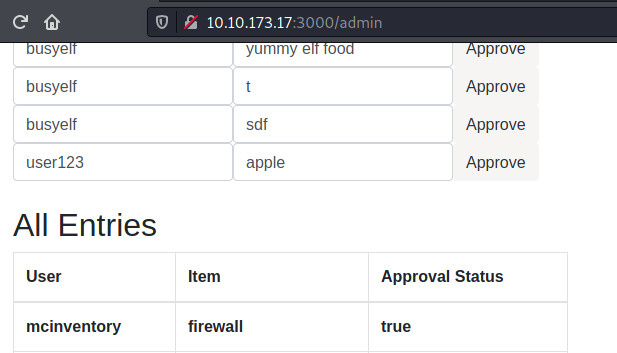 10.10.173.17:3000/admin
busyelf yummy elf food Approve
busyelf t Approve
busyelf sdf Approve
user123 apple Approve
All Entries
User Item Approval Status
mcinventory firewall true